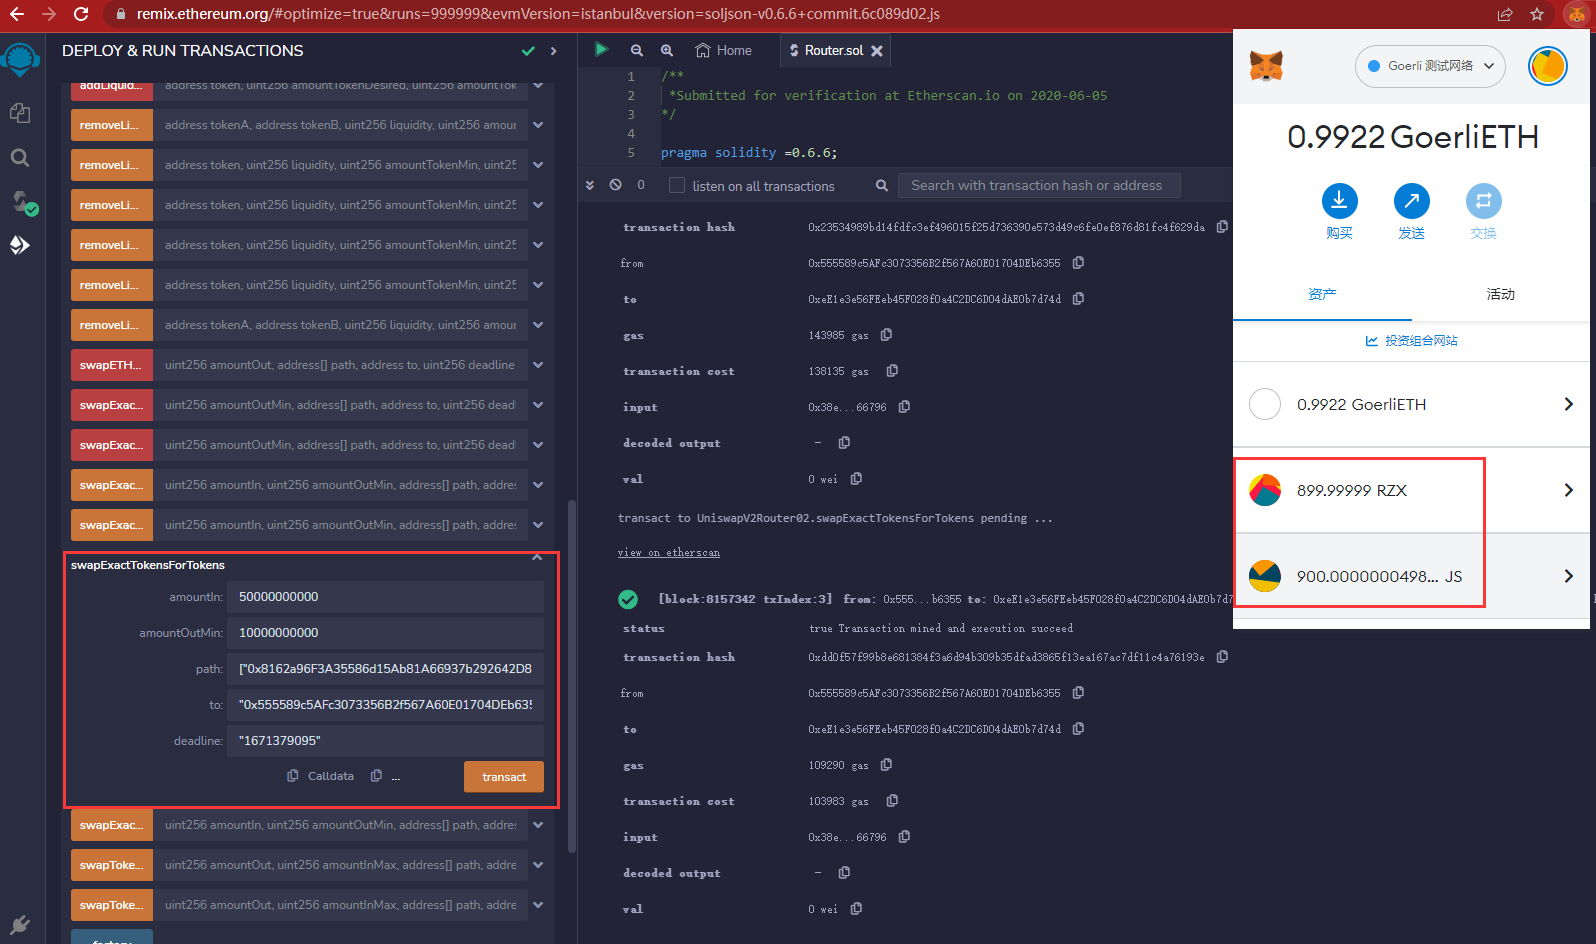 remix.ethereum.org/#optimize=true&runs=999999&evmVersion=istanbul&version=soljson-v0.6.6+commit.6c089d02.js
DEPLOY & RUN TRANSACTIONS
addLiquid... address token, uint256 amountTokenDesired, uint256 amountTok
removeLi... address tokenA, address tokenB, uint256 liquidity, uint256 amour
removeLi... address token, uint256 liquidity, uint256 amountTokenMin, uint25
removeLi... address token, uint256 liquidity, uint256 amountTokenMin, uint25
removeLi... address token, uint256 liquidity, uint256 amountTokenMin, uint25
removeLi... address token, uint256 liquidity, uint256 amountTokenMin, uint25
removeLi... address tokenA, address tokenB, uint256 liquidity, uint256 amour
swapETH... uint256 amountOut, address[] path, address to, uint256 deadline
swapExac... uint256 amountOutMin, address[] path, address to, uint256 deadl
swapExac... uint256 amountOutMin, address[] path, address to, uint256 deadl
swapExac... uint256 amountIn, uint256 amountOutMin, address[] path, addres
swapExac... uint256 amountIn, uint256 amountOutMin, address[] path, addres
swapExactTokensForTokens
amountIn: 50000000000
amountOutMin: 10000000000
path: ["0x8162a96F3A35586d15Ab81A66937b292642D8
to: "0x555589c5AFc3073356B2f567A60E01704DEb635
deadline: "1671379095"
Calldata ...
transact
swapExac... uint256 amountIn, uint256 amountOutMin, address[] path, addres
swapToke... uint256 amountOut, uint256 amountInMax, address[] path, addre
swapToke... uint256 amountOut, uint256 amountInMax, address[] path, addre
factory
Home
Router.sol
1 /**
2 *Submitted for verification at Etherscan.io on 2020-06-05
3 */
4
5 pragma solidity =0.6.6;
0 listen on all transactions Search with transaction hash or address
transaction hash 0x23534989bd14fdfc3ef496015f25d736390e573d49c6fe0ef876d81fc4f629da
from 0x555589c5AFc3073356B2f567A60E01704DEb6355
to 0xeE1e3e56FEeb45F028f0a4C2DC6D04dAE0b7d74d
gas 143985 gas
transaction cost 138135 gas
input 0x38e...66796
decoded output -
val 0 wei
transact to UniswapV2Router02.swapExactTokensForTokens pending ...
view on etherscan
[block:8157342 txIndex:3] from: 0x555...b6355 to: 0xeE1e3e56FEeb45F028f0a4C2DC6D04dAE0b7d7
status true Transaction mined and execution succeed
transaction hash 0xdd0f57f99b8e681384f3a6d94b309b35dfad3865f13ea167ac7df11c4a76193e
from 0x555589c5AFc3073356B2f567A60E01704DEb6355
to 0xeE1e3e56FEeb45F028f0a4C2DC6D04dAE0b7d74d
gas 109290 gas
transaction cost 103983 gas
input 0x38e...66796
decoded output -
val 0 wei
Goerli 测试网络
0.9922 GoerliETH
购买 发送 交换
资产 活动
投资组合网站
0.9922 GoerliETH
899.99999 RZX
900.0000000498... JS